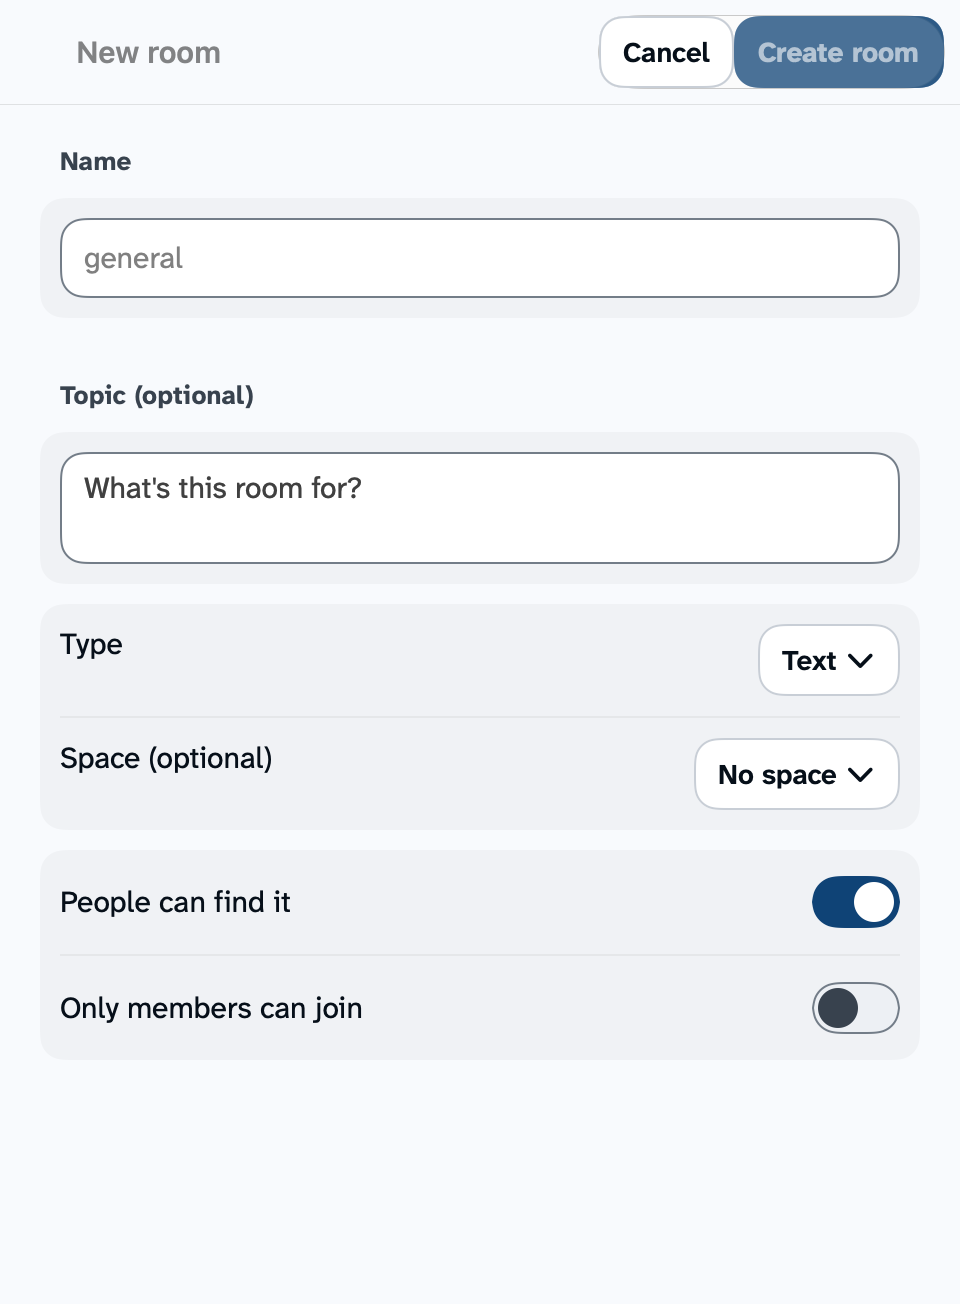 New room
Cancel
Create room
Name
general
Topic (optional)
What's this room for?
Type
Text
Space (optional)
No space
People can find it
Only members can join